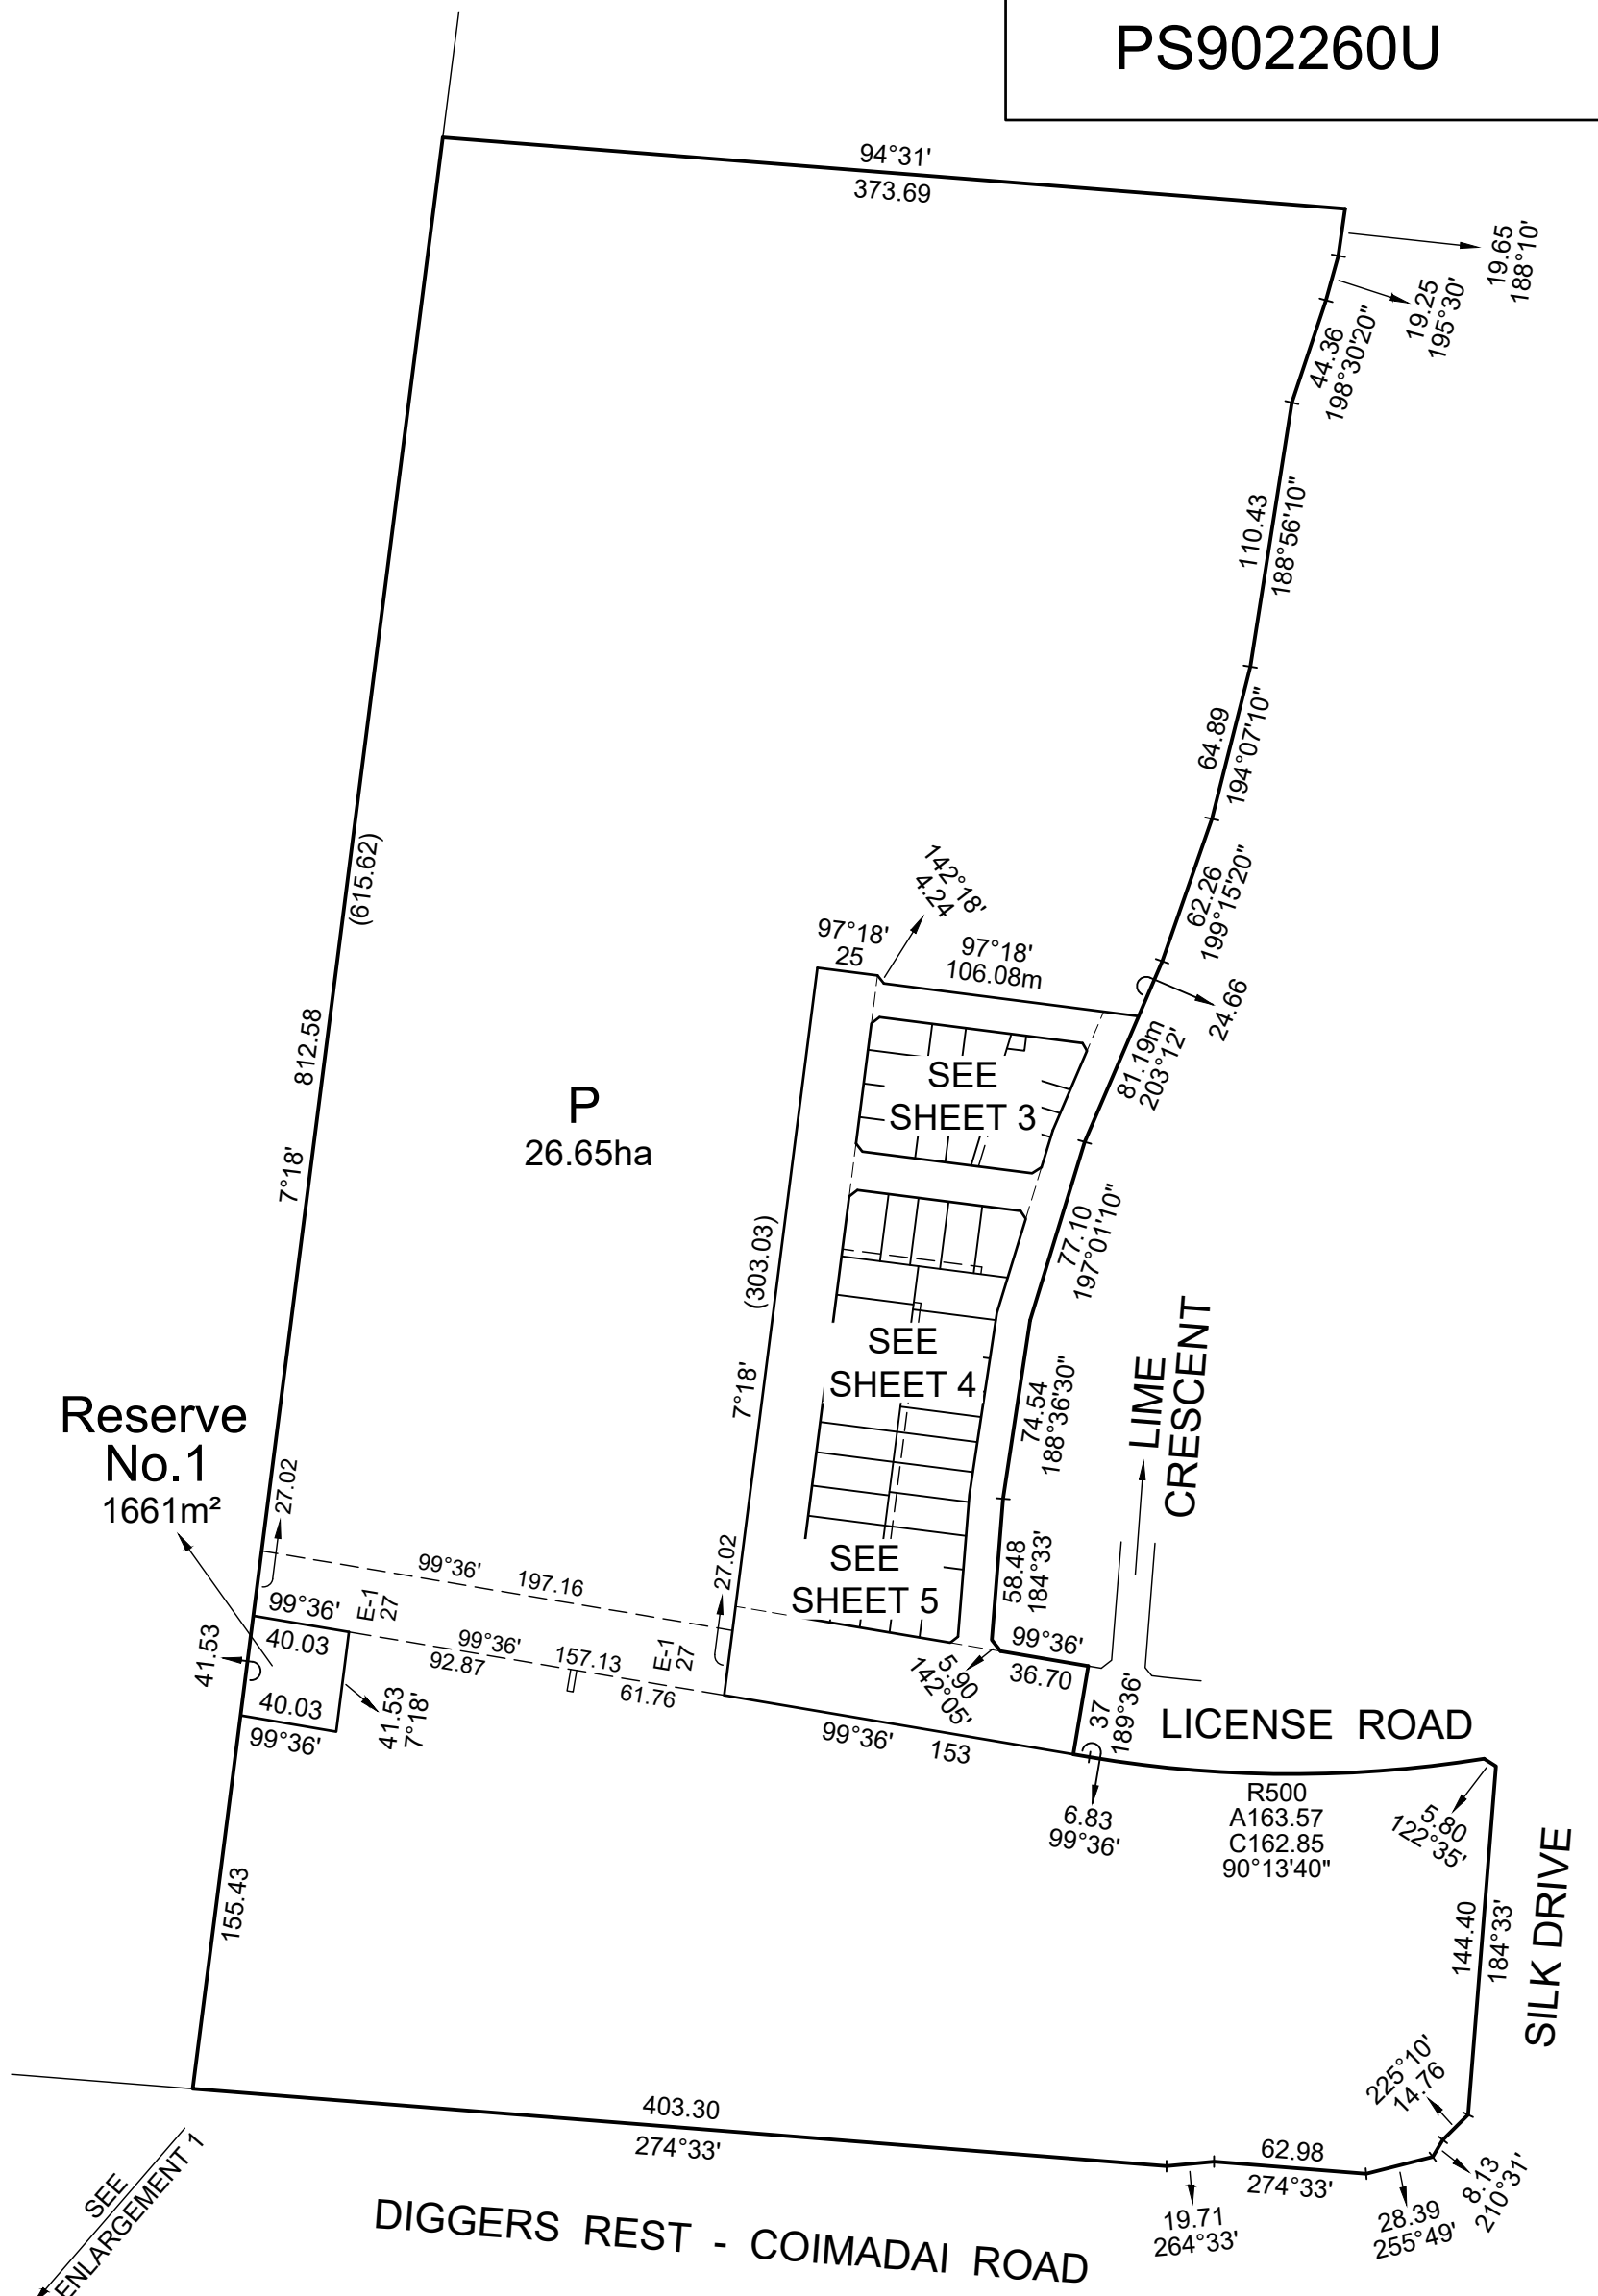 PS902260U
94°31'
373.69
19.65
188°10'
19.25
195°30'
44.36
198°30'20"
110.43
188°56'10"
64.89
194°07'10"
62.26
199°15'20"
24.66
81.19m
203°12'
77.10
197°01'10"
74.54
188°36'30"
58.48
184°33'
(615.62)
812.58
7°18'
P
26.65ha
142°18'
4.24
97°18'
25
97°18'
106.08m
SEE
SHEET 3
(303.03)
7°18'
SEE
SHEET 4
SEE
SHEET 5
LIME
CRESCENT
Reserve
No.1
1661m²
27.02
99°36'
197.16
27.02
99°36'
40.03
E-1
27
99°36'
92.87
157.13
61.76
E-1
27
41.53
40.03
99°36'
41.53
7°18'
99°36'
36.70
5.90
142°05'
37
189°36'
99°36'
153
LICENSE ROAD
6.83
99°36'
R500
A163.57
C162.85
90°13'40"
5.80
122°35'
155.43
144.40
184°33'
SILK DRIVE
225°10'
14.76
8.13
210°31'
403.30
274°33'
62.98
274°33'
19.71
264°33'
28.39
255°49'
SEE
ENLARGEMENT 1
DIGGERS REST - COIMADAI ROAD